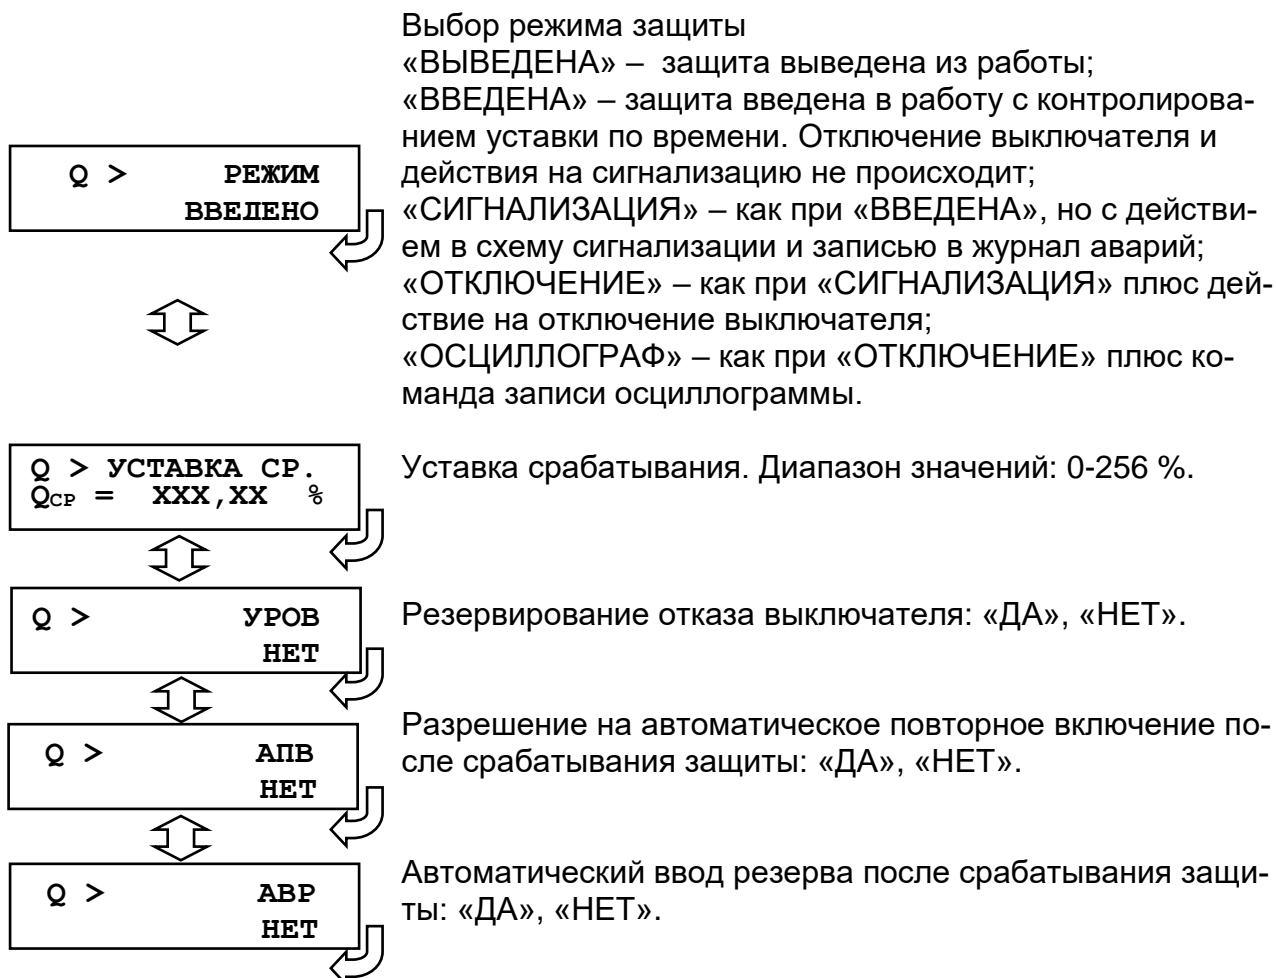 Выбор режима защиты
«ВЫВЕДЕНА» – защита выведена из работы;
«ВВЕДЕНА» – защита введена в работу с контролирова-
нием уставки по времени. Отключение выключателя и
действия на сигнализацию не происходит;
«СИГНАЛИЗАЦИЯ» – как при «ВВЕДЕНА», но с действи-
ем в схему сигнализации и записью в журнал аварий;
«ОТКЛЮЧЕНИЕ» – как при «СИГНАЛИЗАЦИЯ» плюс дей-
ствие на отключение выключателя;
«ОСЦИЛЛОГРАФ» – как при «ОТКЛЮЧЕНИЕ» плюс ко-
манда записи осциллограммы.
Q > РЕЖИМ
ВВЕДЕНО
Q > УСТАВКА СР.
QСР = XXX,XX %
Уставка срабатывания. Диапазон значений: 0-256 %.
Q > УРОВ
НЕТ
Резервирование отказа выключателя: «ДА», «НЕТ».
Q > АПВ
НЕТ
Разрешение на автоматическое повторное включение по-
сле срабатывания защиты: «ДА», «НЕТ».
Q > АВР
НЕТ
Автоматический ввод резерва после срабатывания защи-
ты: «ДА», «НЕТ».